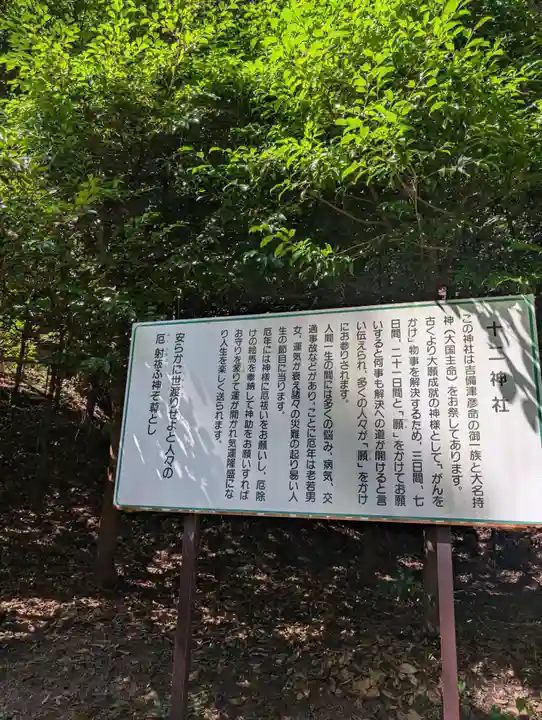 十二神社
この神社は吉備津彦命の御一族と大名持
神(大国主命)をお祭してあります。
古くより大願成就の神様として、がんを
かけ〟物事を解決するため、三日間、七
日間、二十一日間と〝願〟をかけてお願
いすると何事も解決への道が開けると言
い伝えられ、多くの人々が〝願〟をかけ
にお参りされます。
人間一生の間には多くの悩み、病気、交
通事故などがあり、ことに厄年は老若男
女、運気が衰え諸々の災難の起り易い人
生の節目に当ります。
厄年には神様に厄祓いをお願いし、厄除
けの絵馬を奉納して神助をお願いすれば
お守りを受けて運が開かれ気運隆盛にな
り人生を楽しく送られます。
安らかに世渡りせよと人々の
厄射祓ふ神ぞ尊とし